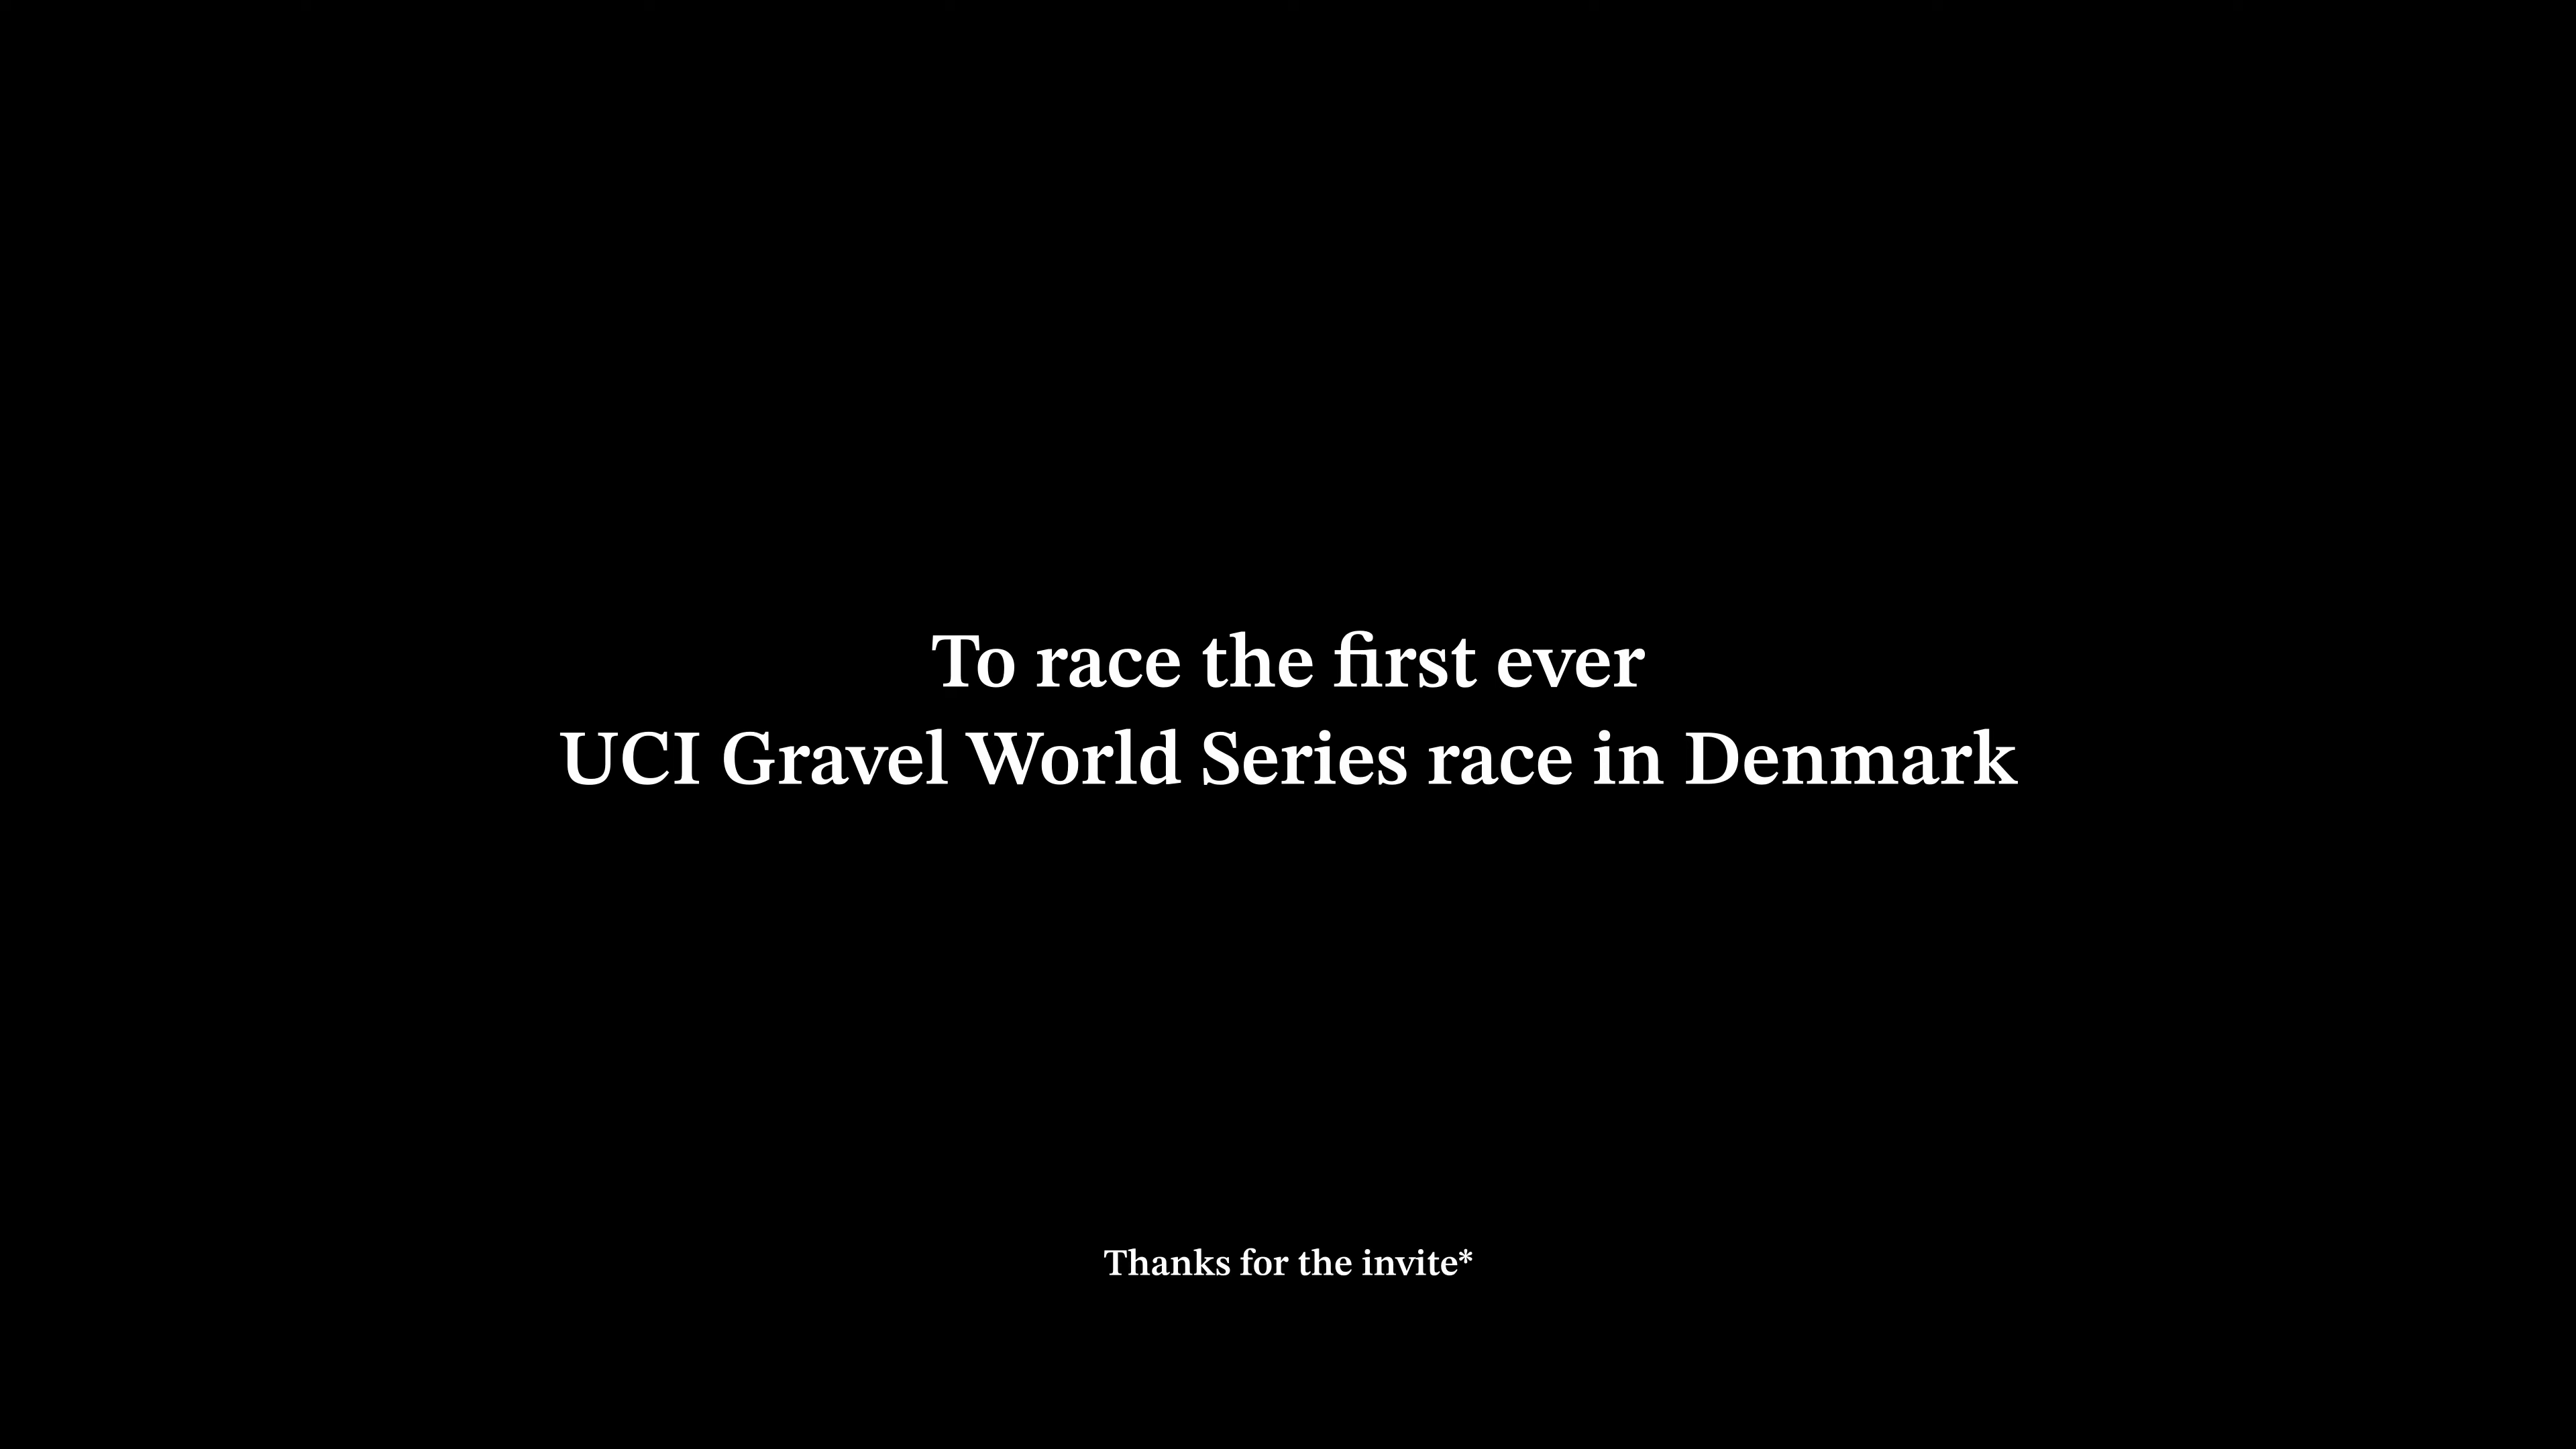 To race the first ever
UCI Gravel World Series race in Denmark
Thanks for the invite*